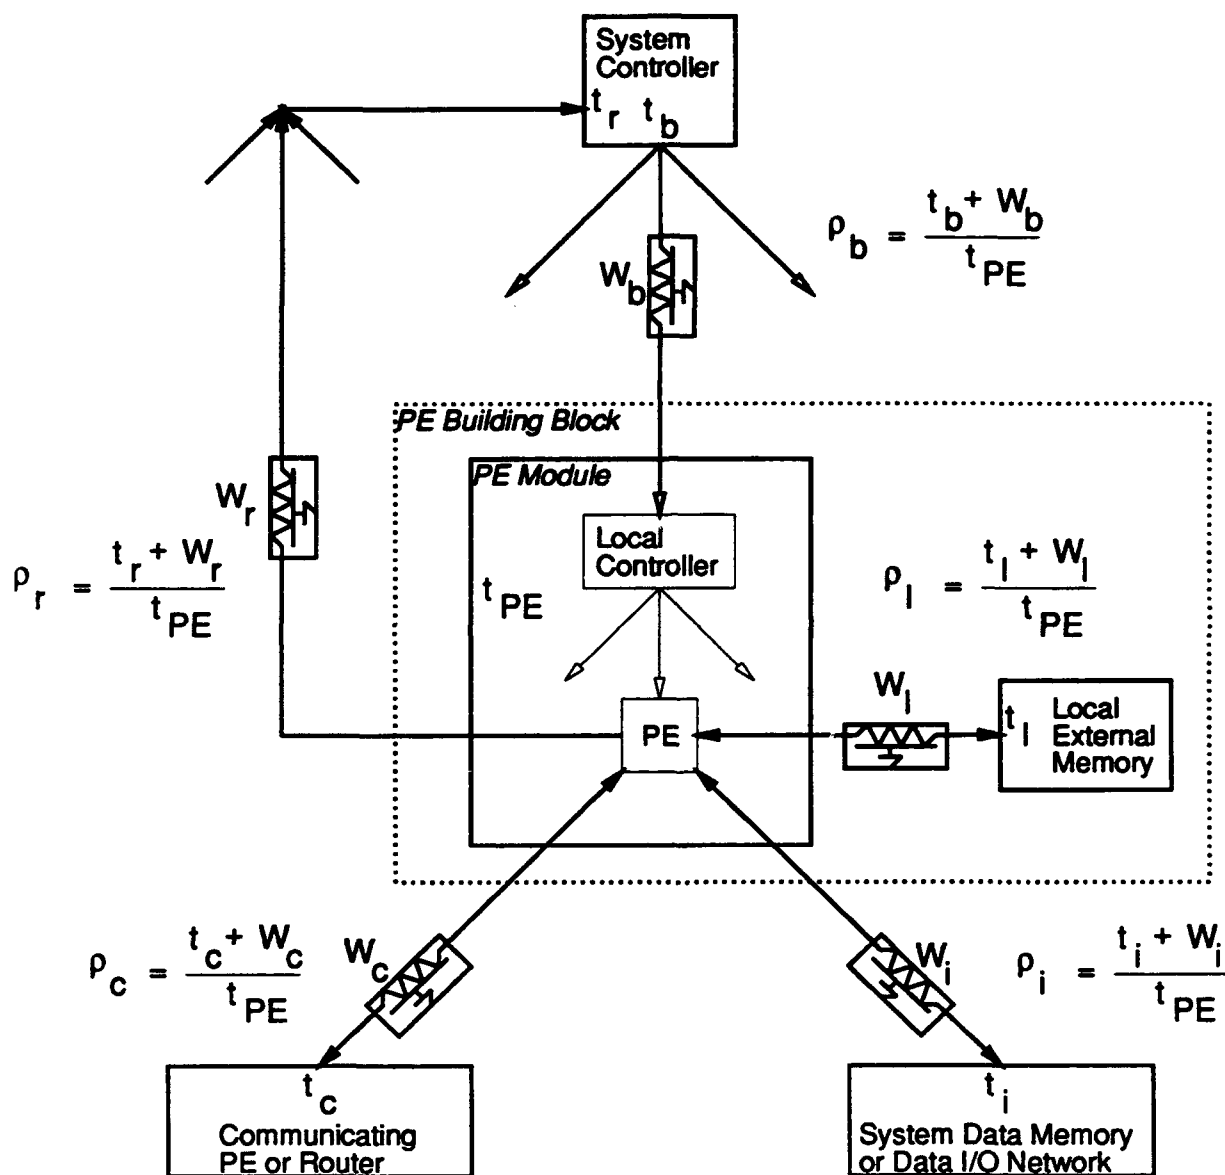 System
Controller
t_r t_b
ρ_b = (t_b + W_b) / t_PE
W_b
PE Building Block
PE Module
W_r
Local
Controller
ρ_r = (t_r + W_r) / t_PE
t_PE
ρ_l = (t_l + W_l) / t_PE
W_l
PE
t_l
Local
External
Memory
ρ_c = (t_c + W_c) / t_PE
W_c
W_i
ρ_i = (t_i + W_i) / t_PE
t_c
Communicating
PE or Router
t_i
System Data Memory
or Data I/O Network